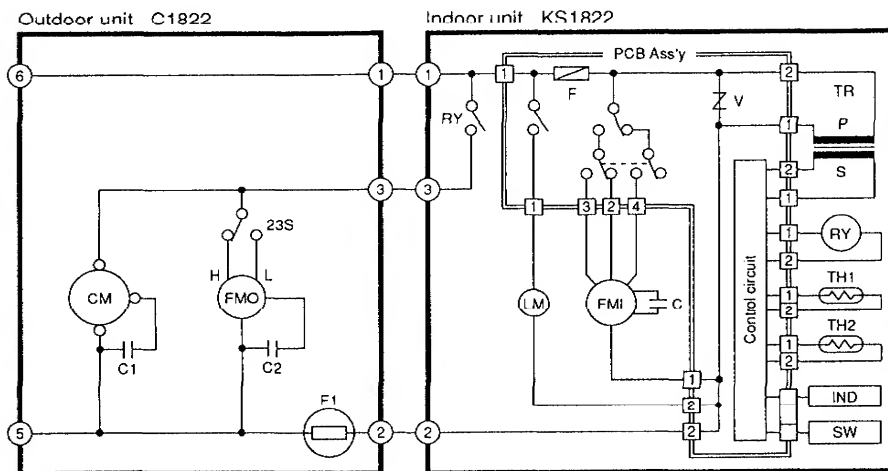 Outdoor unit C1822
Indoor unit KS1822
PCB Ass'y
6
1
1
1
2
F
TR
RY
V
1
P
3
3
2
S
1
23S
1
3
2
4
1
RY
H
L
2
CM
FMO
LM
FMI
C
Control circuit
1
TH1
2
C1
C2
1
TH2
2
1
F1
2
IND
5
2
2
2
SW